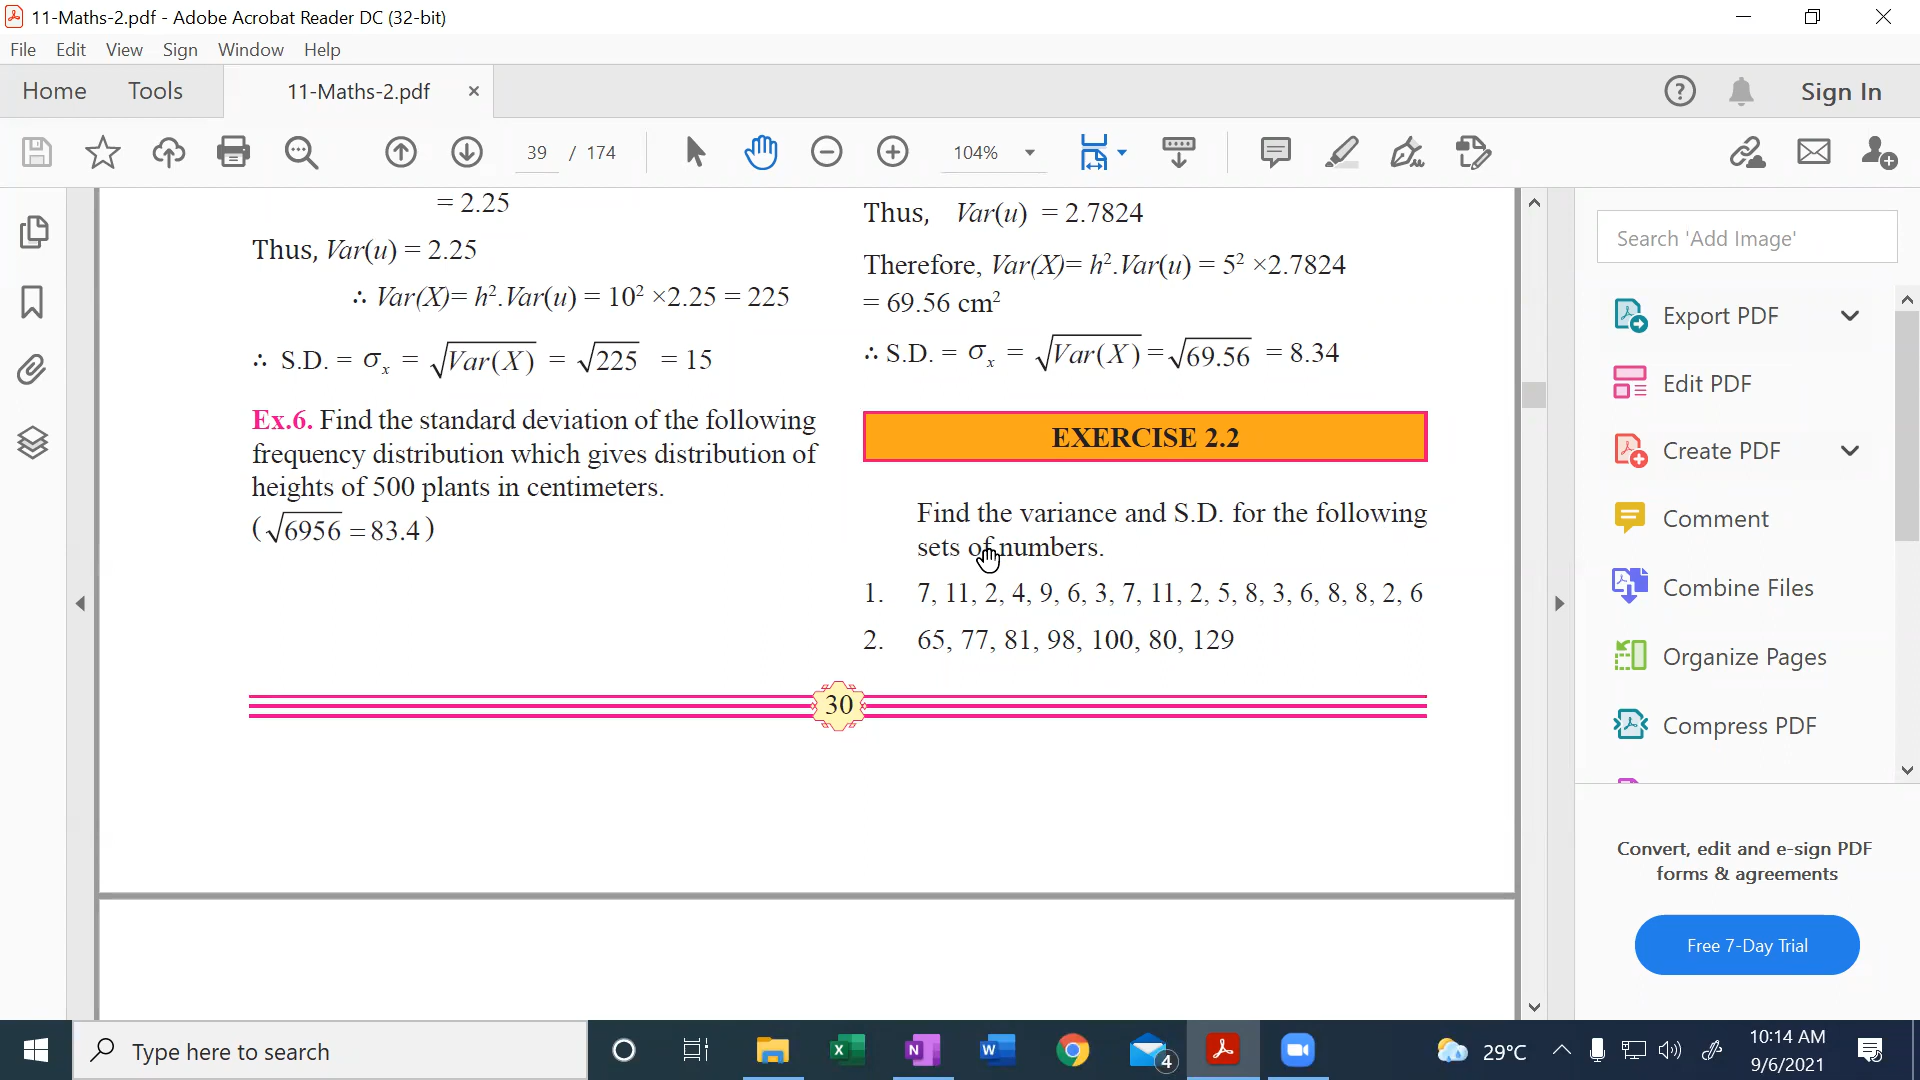 11-Maths-2.pdf - Adobe Acrobat Reader DC (32-bit)
File Edit View Sign Window Help
Home Tools 11-Maths-2.pdf Sign In
39 / 174 104%
= 2.25
Thus, Var(u) = 2.25
∴ Var(X)= h².Var(u) = 10² ×2.25 = 225
∴ S.D. = σₓ = √Var(X) = √225 = 15
Ex.6. Find the standard deviation of the following
frequency distribution which gives distribution of
heights of 500 plants in centimeters.
(√6956 = 83.4)
Thus, Var(u) = 2.7824
Therefore, Var(X)= h².Var(u) = 5² ×2.7824
= 69.56 cm²
∴ S.D. = σₓ = √Var(X) = √69.56 = 8.34
EXERCISE 2.2
Find the variance and S.D. for the following
sets of numbers.
1. 7, 11, 2, 4, 9, 6, 3, 7, 11, 2, 5, 8, 3, 6, 8, 8, 2, 6
2. 65, 77, 81, 98, 100, 80, 129
30
Search 'Add Image'
Export PDF
Edit PDF
Create PDF
Comment
Combine Files
Organize Pages
Compress PDF
Convert, edit and e-sign PDF
forms & agreements
Free 7-Day Trial
Type here to search
4
29°C
10:14 AM
9/6/2021